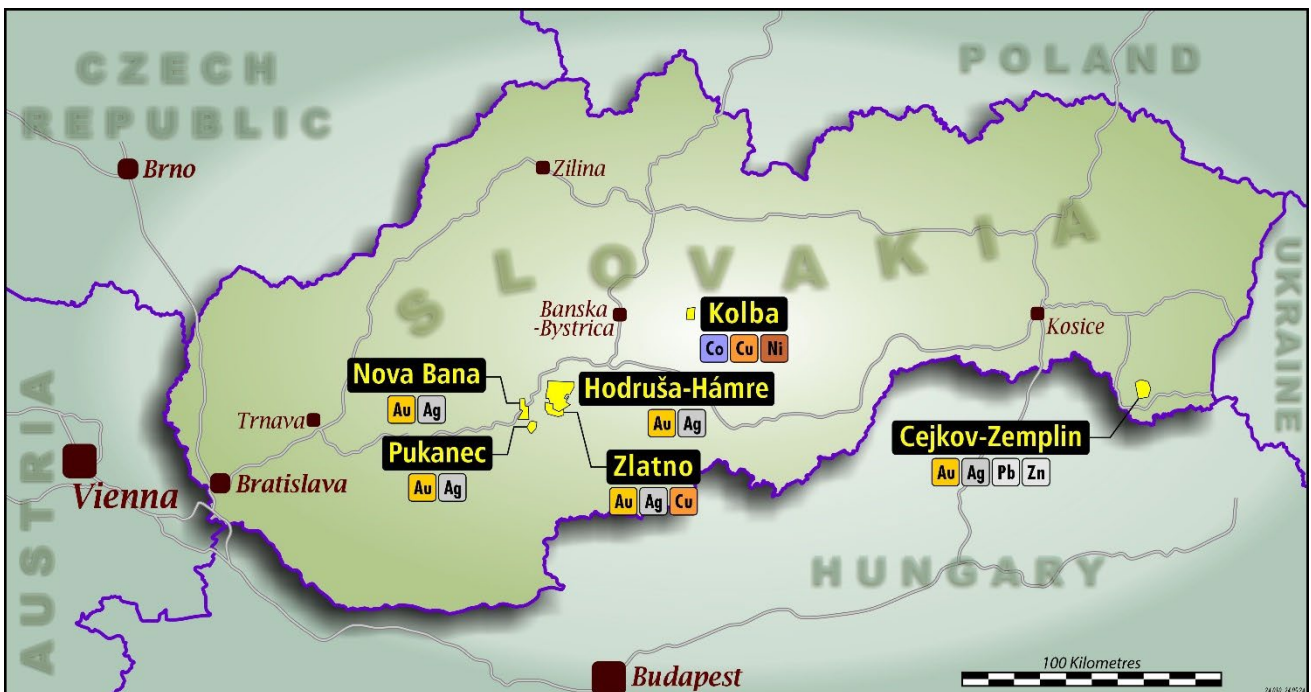 CZECH
REPUBLIC
POLAND
Brno
Zilina
SLOVAKIA
UKRAINE
Banska
-Bystrica
Kolba
Co Cu Ni
Kosice
Nova Bana
Au Ag
Hodruša-Hámre
Au Ag
Trnava
Pukanec
Au Ag
Zlatno
Au Ag Cu
Cejkov-Zemplin
Au Ag Pb Zn
AUSTRIA
Vienna
Bratislava
HUNGARY
Budapest
100 Kilometres